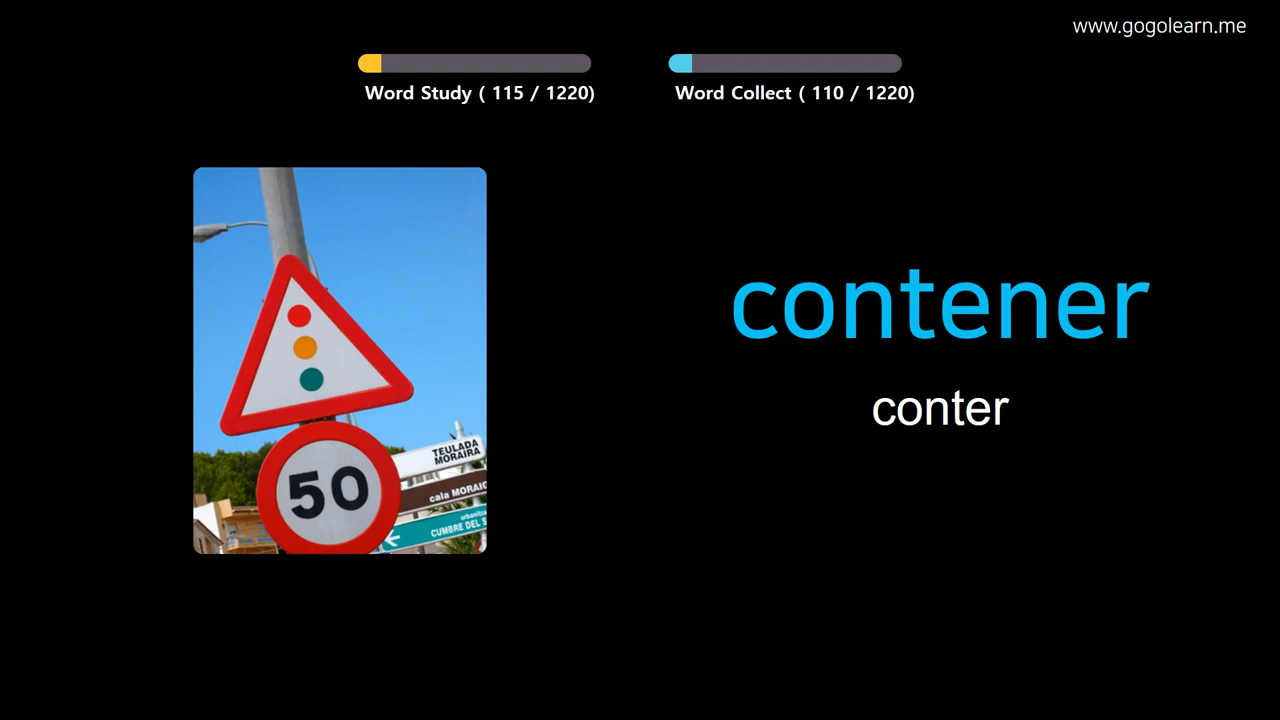 www.gogolearn.me
Word Study ( 115 / 1220)
Word Collect ( 110 / 1220)
contener
conter
50
TEULADA
MORAIRA
cala MORAIG
CUMBRE DEL S